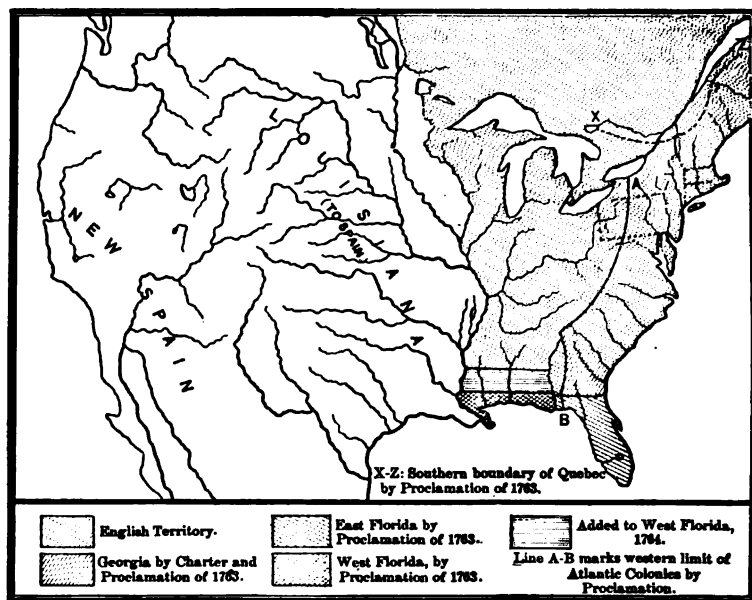 X
A
LOUISIANA
(TO SPAIN)
NEW SPAIN
B
X-Z: Southern boundary of Quebec
by Proclamation of 1763.
English Territory.
Georgia by Charter and
Proclamation of 1763.
East Florida by
Proclamation of 1763.
West Florida, by
Proclamation of 1763.
Added to West Florida,
1764.
Line A-B marks western limit of
Atlantic Colonies by
Proclamation.